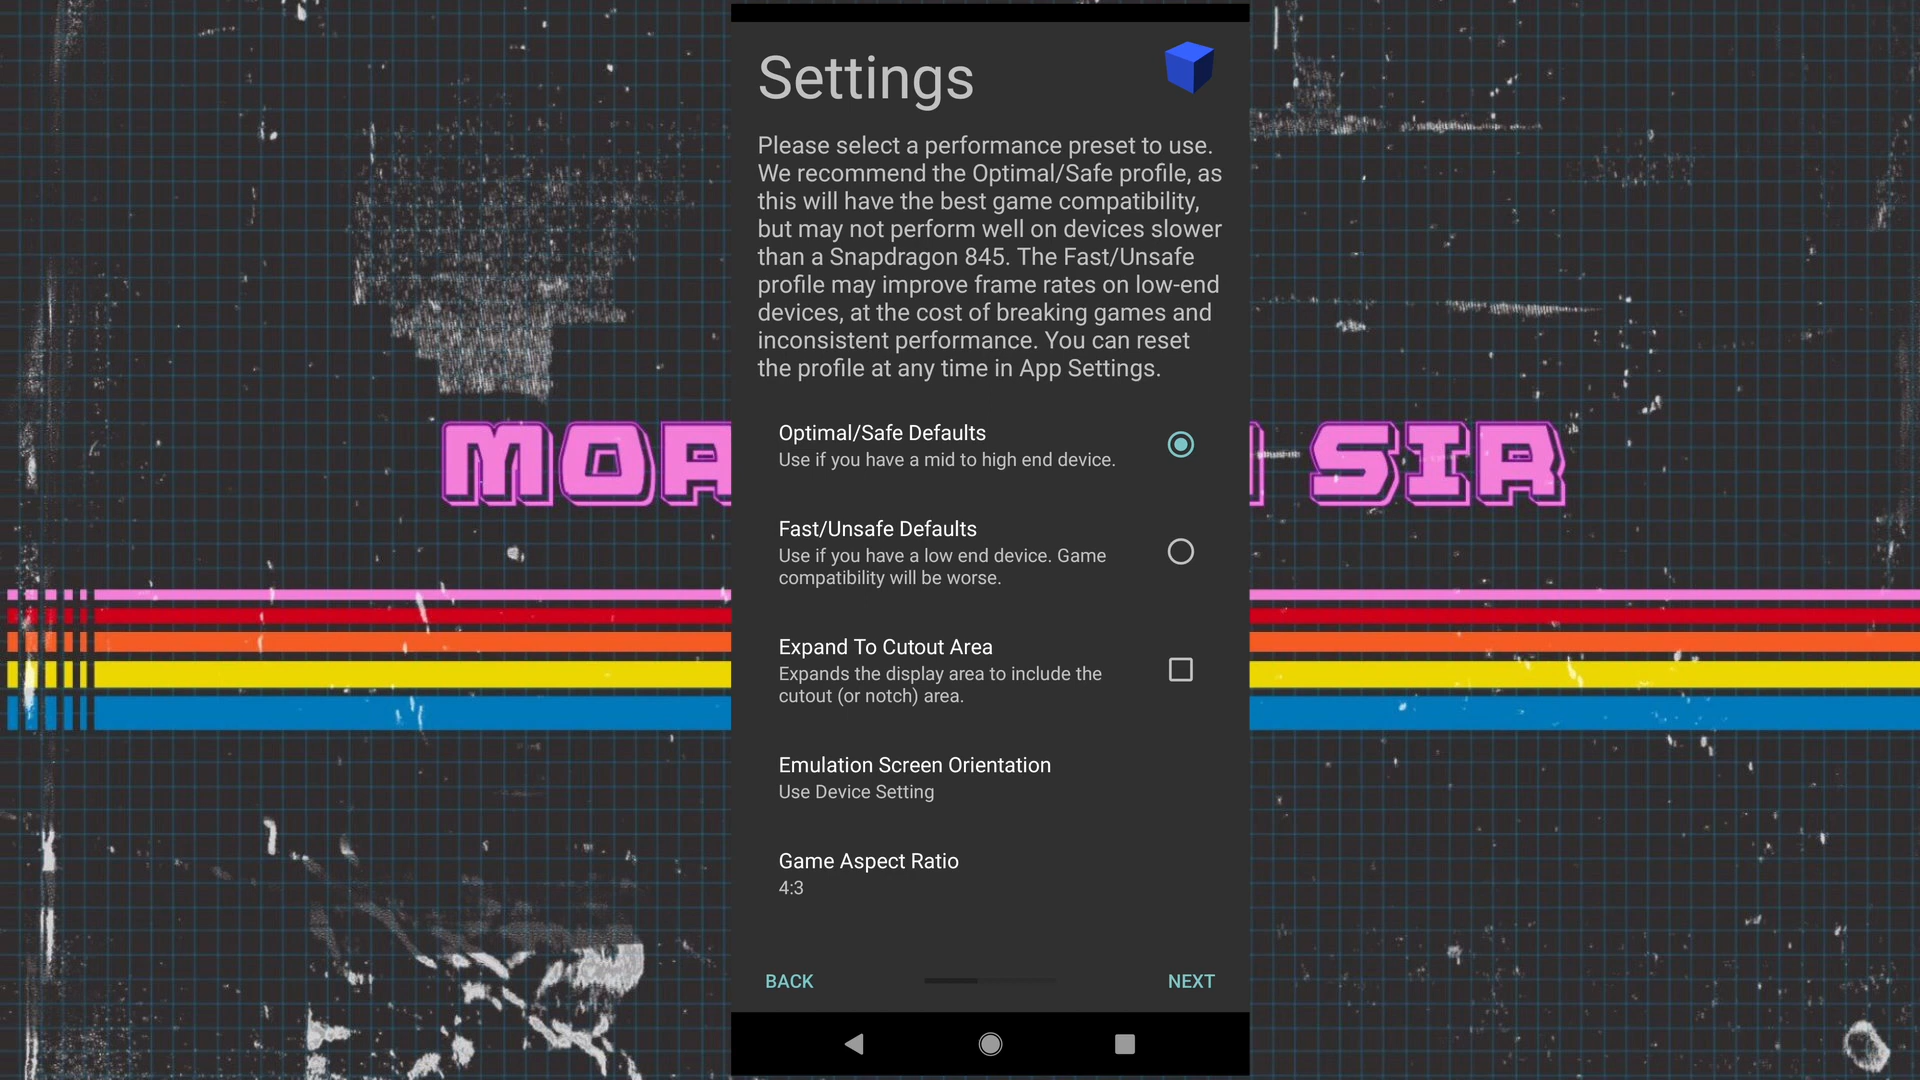 Settings
Please select a performance preset to use.
We recommend the Optimal/Safe profile, as
this will have the best game compatibility,
but may not perform well on devices slower
than a Snapdragon 845. The Fast/Unsafe
profile may improve frame rates on low-end
devices, at the cost of breaking games and
inconsistent performance. You can reset
the profile at any time in App Settings.
Optimal/Safe Defaults
Use if you have a mid to high end device.
SIR
Fast/Unsafe Defaults
Use if you have a low end device. Game
compatibility will be worse.
Expand To Cutout Area
Expands the display area to include the
cutout (or notch) area.
Emulation Screen Orientation
Use Device Setting
Game Aspect Ratio
4:3
BACK
NEXT